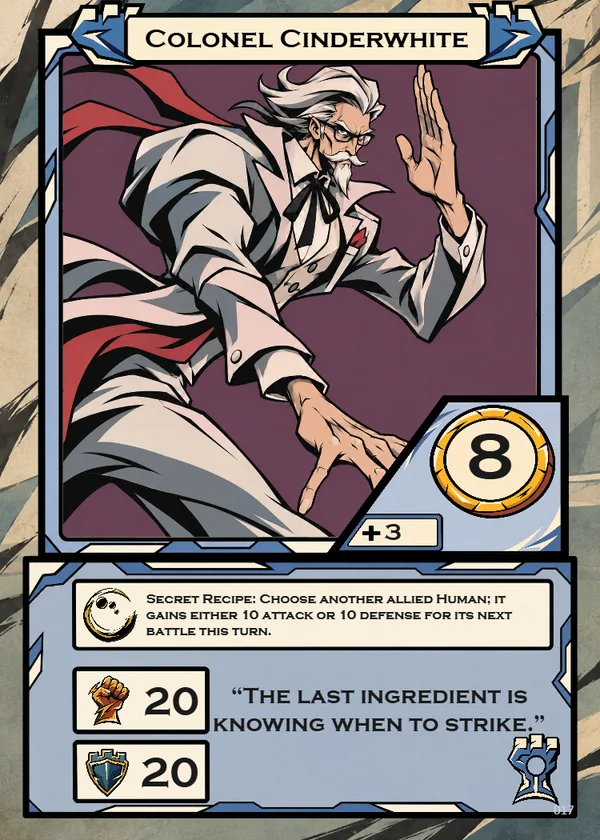 Colonel Cinderwhite
8
+3
Secret Recipe: Choose another allied Human; it
gains either 10 attack or 10 defense for its next
battle this turn.
20
“The last ingredient is
knowing when to strike.”
20
017